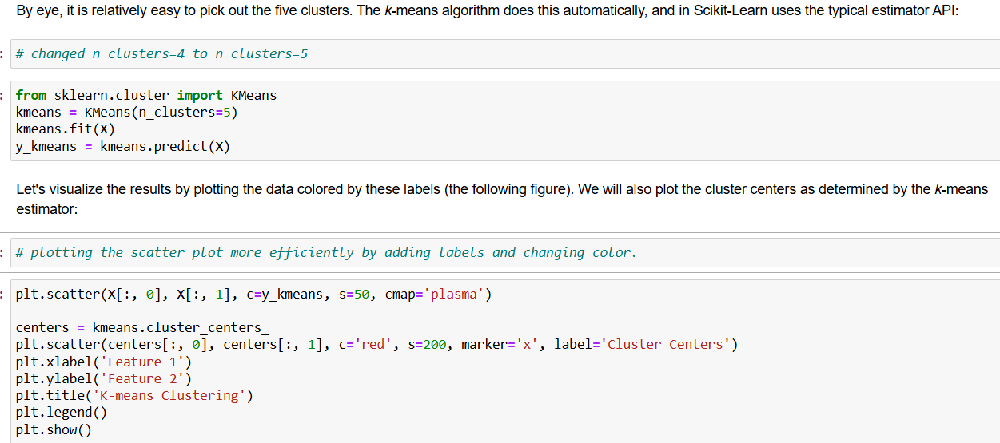 By eye, it is relatively easy to pick out the five clusters. The k-means algorithm does this automatically, and in Scikit-Learn uses the typical estimator API:
: # changed n_clusters=4 to n_clusters=5
: from sklearn.cluster import KMeans
kmeans = KMeans(n_clusters=5)
kmeans.fit(X)
y_kmeans = kmeans.predict(X)
Let's visualize the results by plotting the data colored by these labels (the following figure). We will also plot the cluster centers as determined by the k-means
estimator:
: # plotting the scatter plot more efficiently by adding labels and changing color.
: plt.scatter(X[:, 0], X[:, 1], c=y_kmeans, s=50, cmap='plasma')
centers = kmeans.cluster_centers_
plt.scatter(centers[:, 0], centers[:, 1], c='red', s=200, marker='x', label='Cluster Centers')
plt.xlabel('Feature 1')
plt.ylabel('Feature 2')
plt.title('K-means Clustering')
plt.legend()
plt.show()